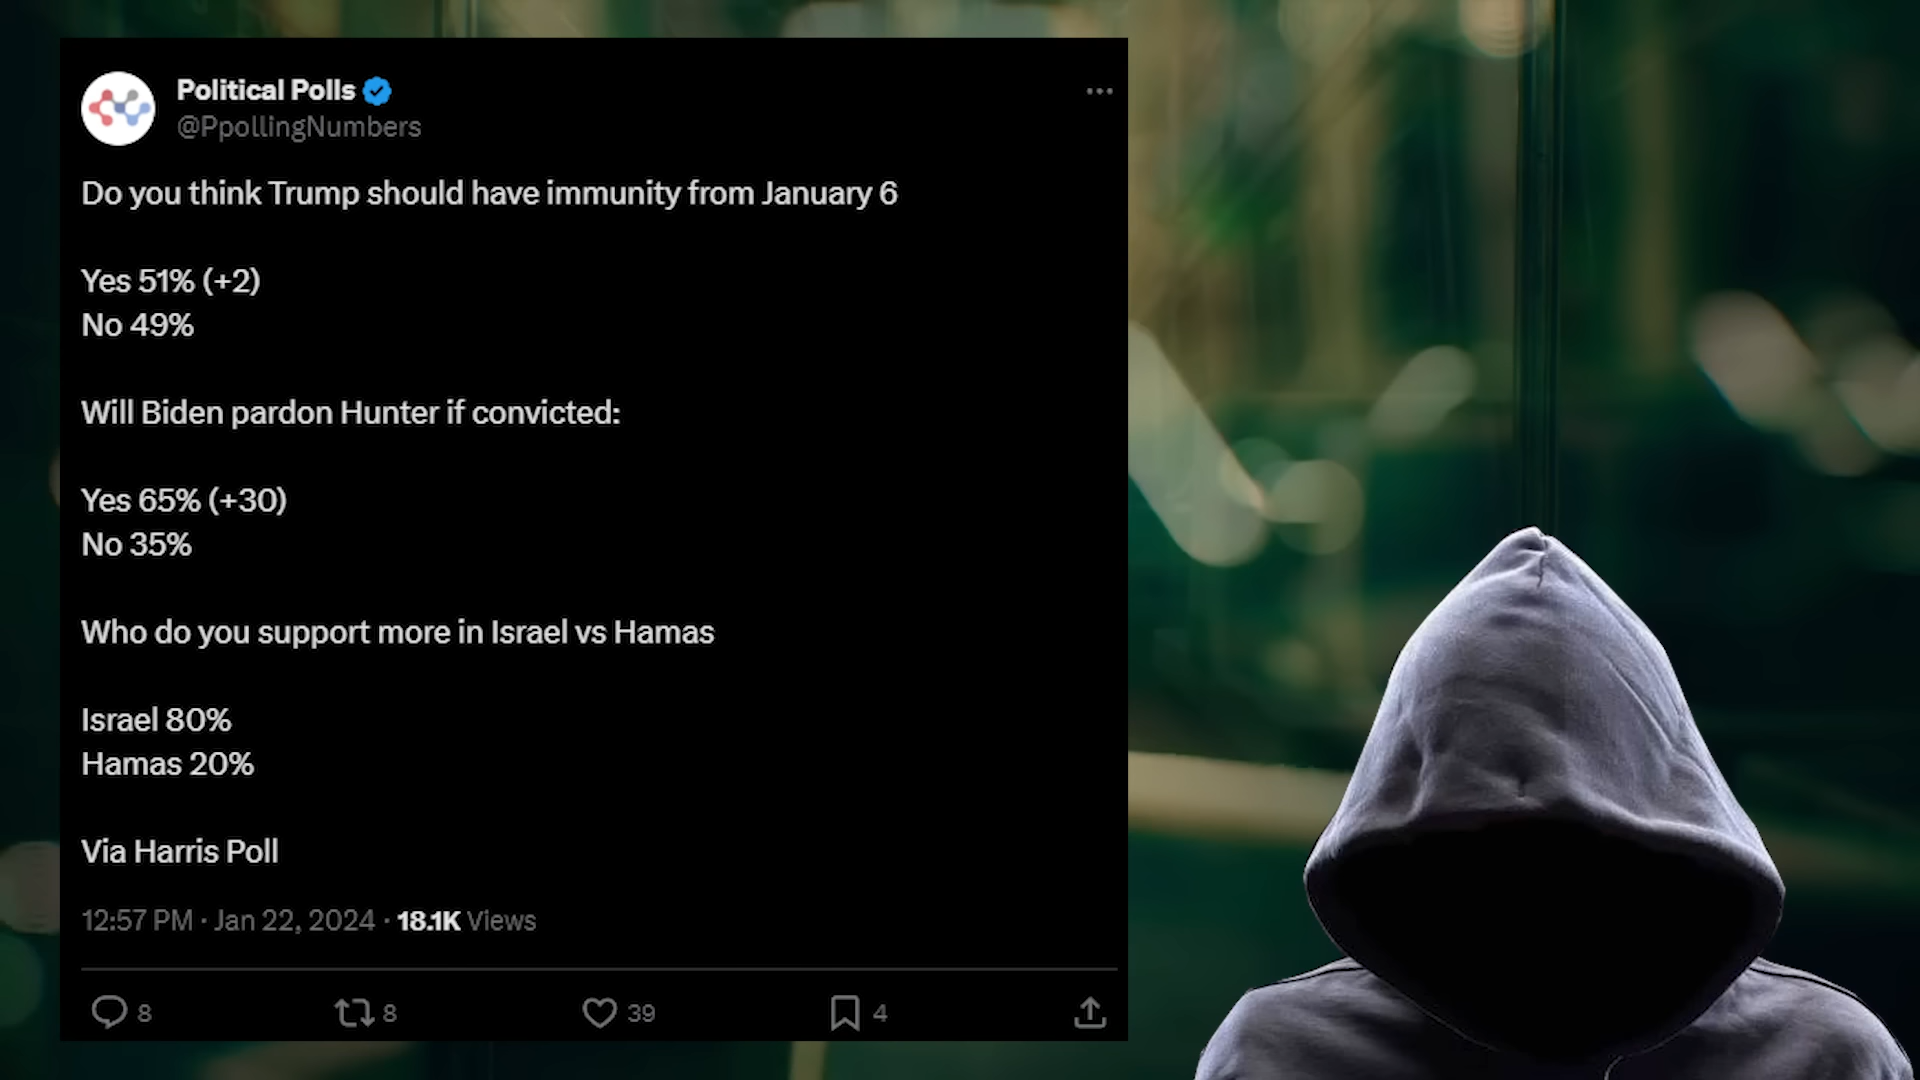 Political Polls
@PpollingNumbers
Do you think Trump should have immunity from January 6
Yes 51% (+2)
No 49%
Will Biden pardon Hunter if convicted:
Yes 65% (+30)
No 35%
Who do you support more in Israel vs Hamas
Israel 80%
Hamas 20%
Via Harris Poll
12:57 PM · Jan 22, 2024 · 18.1K Views
8 8 39 4